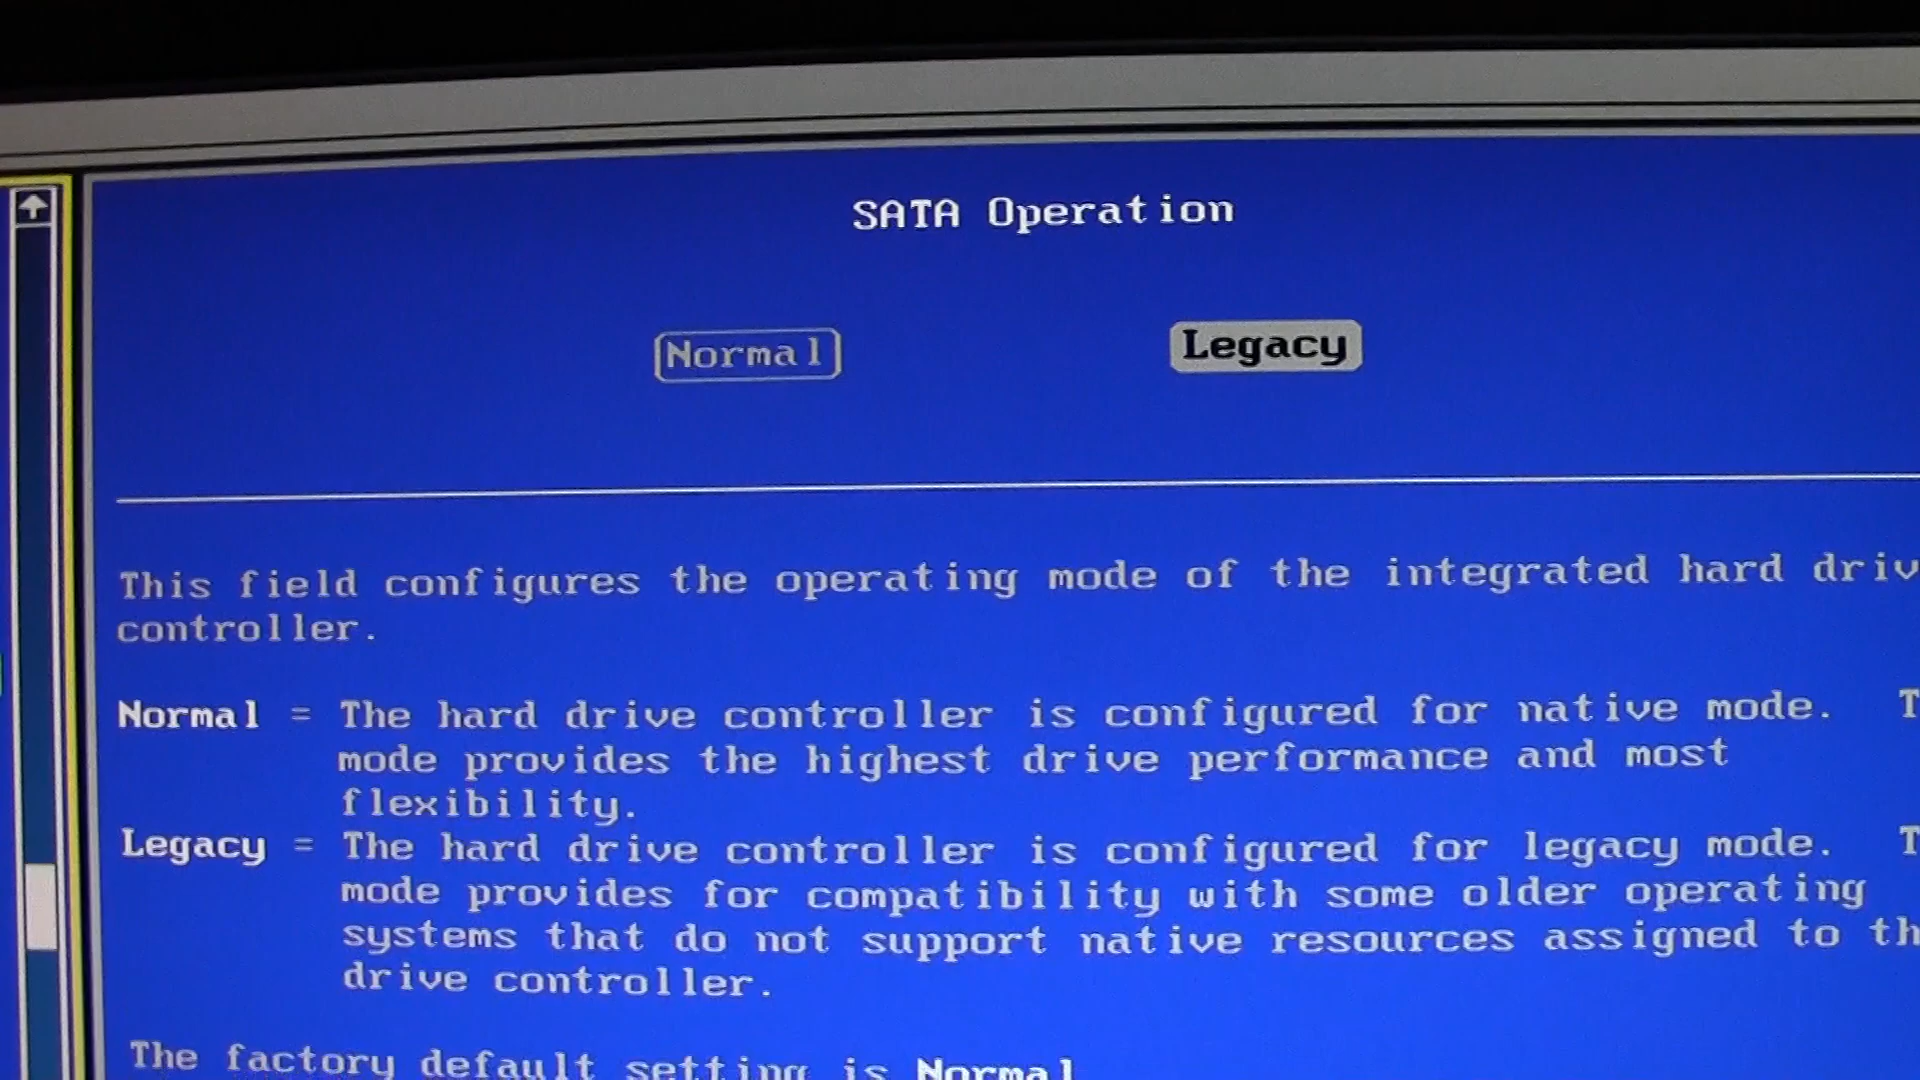 SATA Operation
Normal Legacy
This field configures the operating mode of the integrated hard
controller.
Normal = The hard drive controller is configured for native mode.
mode provides the highest drive performance and most
flexibility.
Legacy = The hard drive controller is configured for legacy mode.
mode provides for compatibility with some older operating
systems that do not support native resources assigned to
drive controller.
The factory default setting is Normal